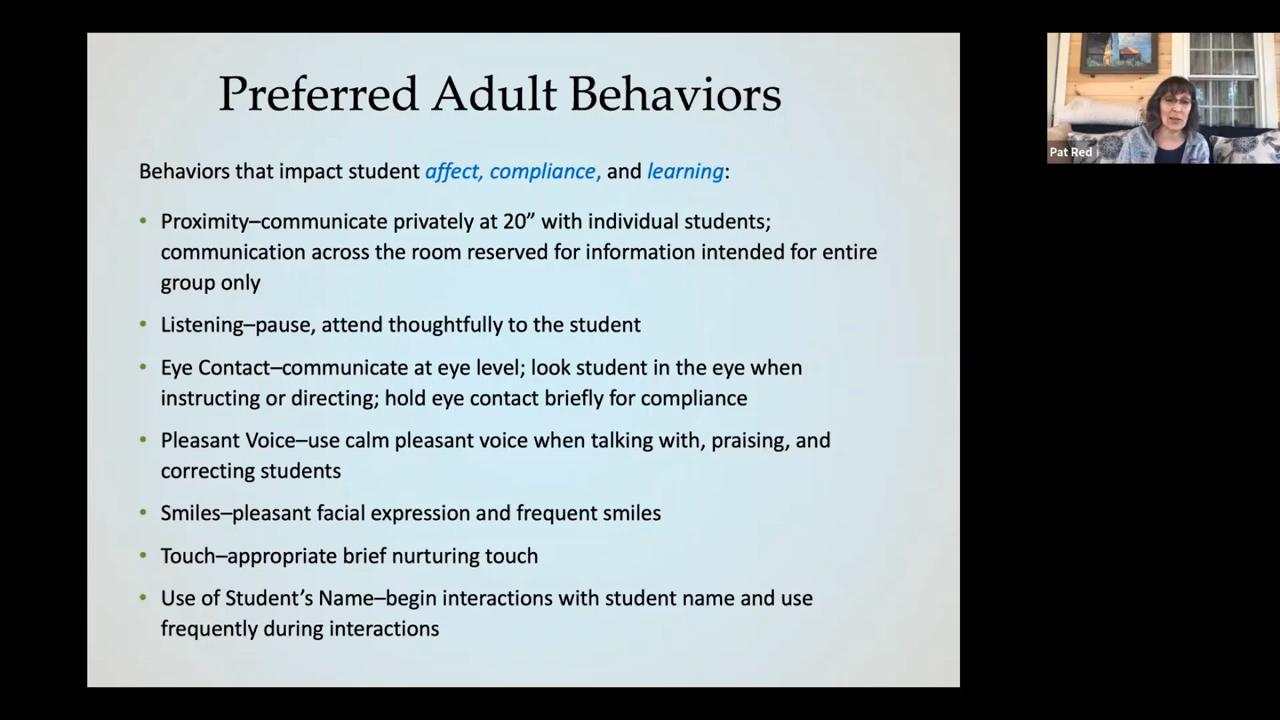 Preferred Adult Behaviors
Behaviors that impact student affect, compliance, and learning:
• Proximity–communicate privately at 20” with individual students;
communication across the room reserved for information intended for entire
group only
• Listening–pause, attend thoughtfully to the student
• Eye Contact–communicate at eye level; look student in the eye when
instructing or directing; hold eye contact briefly for compliance
• Pleasant Voice–use calm pleasant voice when talking with, praising, and
correcting students
• Smiles–pleasant facial expression and frequent smiles
• Touch–appropriate brief nurturing touch
• Use of Student’s Name–begin interactions with student name and use
frequently during interactions
Pat Red